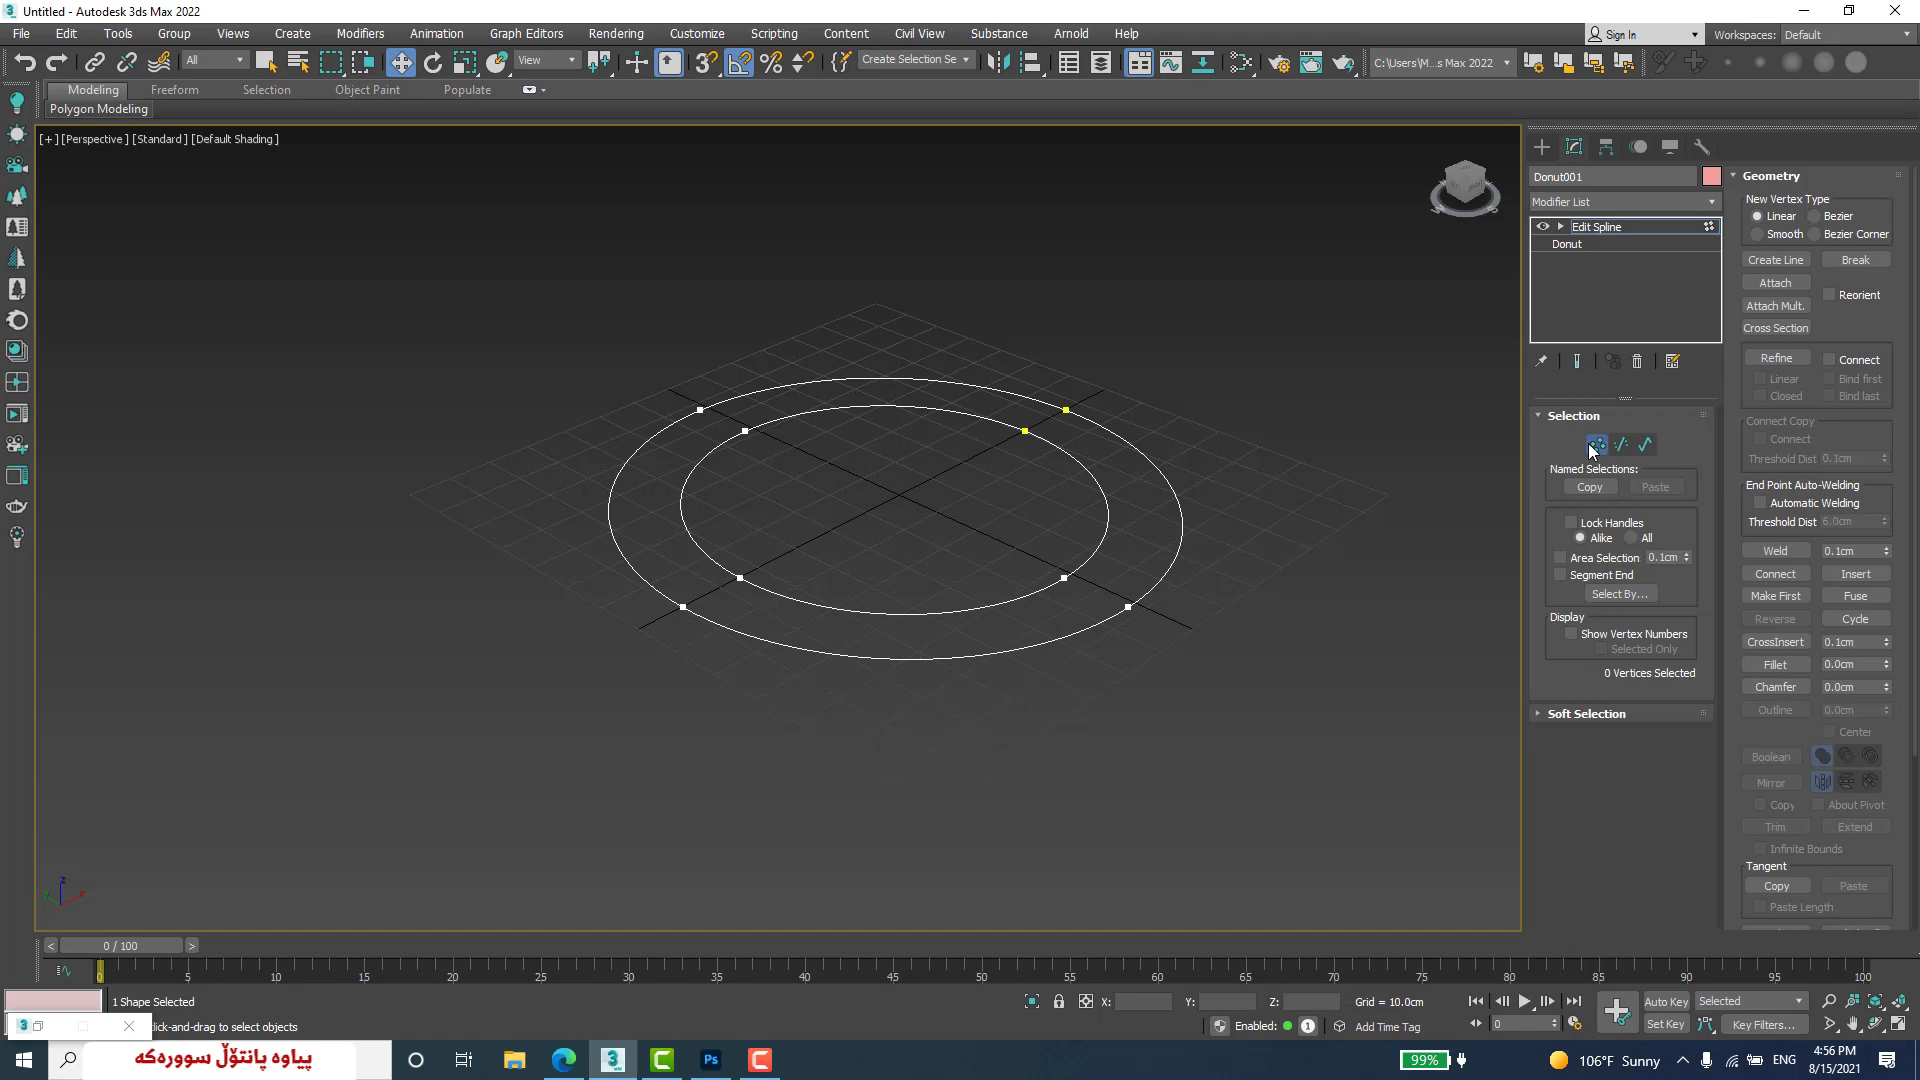 Untitled - Autodesk 3ds Max 2022
File Edit Tools Group Views Create Modifiers Animation Graph Editors Rendering Customize Scripting Content Civil View Substance Arnold Help
Sign In Workspaces: Default
All View Create Selection Se C:\Users\M...s Max 2022
Modeling Freeform Selection Object Paint Populate
Polygon Modeling
[+] [Perspective] [Standard] [Default Shading]
Donut001
Modifier List
Edit Spline
Donut
Selection
Named Selections:
Copy Paste
Lock Handles
Alike All
Area Selection 0.1cm
Segment End
Select By...
Display
Show Vertex Numbers
Selected Only
0 Vertices Selected
Soft Selection
Geometry
New Vertex Type
Linear Bezier
Smooth Bezier Corner
Create Line Break
Attach
Reorient
Attach Mult.
Cross Section
Refine Connect
Linear Bind first
Closed Bind last
Connect Copy
Connect
Threshold Dist 0.1cm
End Point Auto-Welding
Automatic Welding
Threshold Dist 6.0cm
Weld 0.1cm
Connect Insert
Make First Fuse
Reverse Cycle
CrossInsert 0.1cm
Fillet 0.0cm
Chamfer 0.0cm
Outline 0.0cm
Center
Boolean
Mirror
Copy About Pivot
Trim Extend
Infinite Bounds
Tangent
Copy Paste
Paste Length
z
x
< 0 / 100 >
0 5 10 15 20 25 30 35 40 45 50 55 60 65 70 75 80 85 90 95 100
1 Shape Selected
X: Y: Z: Grid = 10.0cm
Auto Key Selected
click-and-drag to select objects
Enabled: 1 Add Time Tag
0 Set Key Key Filters...
پیاوە پانتۆڵ سوورەکە
99% 106°F Sunny ENG
4:56 PM
8/15/2021